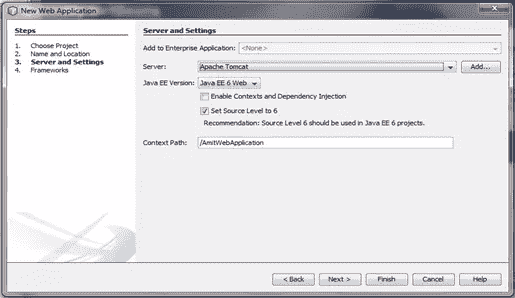 New Web Application
Steps
1. Choose Project
2. Name and Location
3. Server and Settings
4. Frameworks
Server and Settings
Add to Enterprise Application: <None>
Server: Apache Tomcat Add...
Java EE Version: Java EE 6 Web
Enable Contexts and Dependency Injection
Set Source Level to 6
Recommendation: Source Level 6 should be used in Java EE 6 projects.
Context Path: /AmitWebApplication
< Back Next > Finish Cancel Help